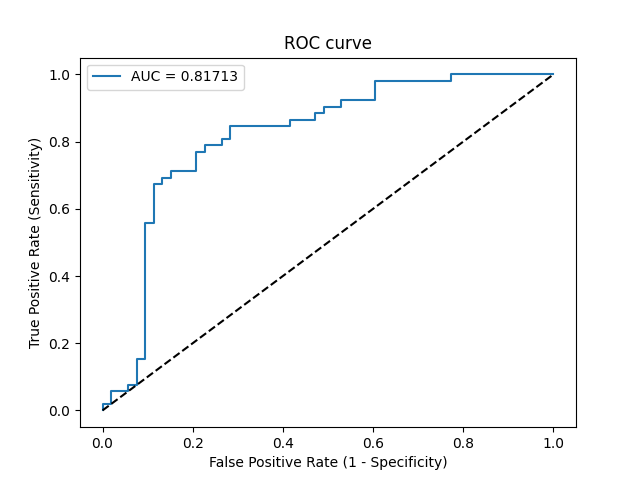 ROC curve
AUC = 0.81713
1.0
0.8
0.6
0.4
0.2
0.0
True Positive Rate (Sensitivity)
0.0 0.2 0.4 0.6 0.8 1.0
False Positive Rate (1 - Specificity)